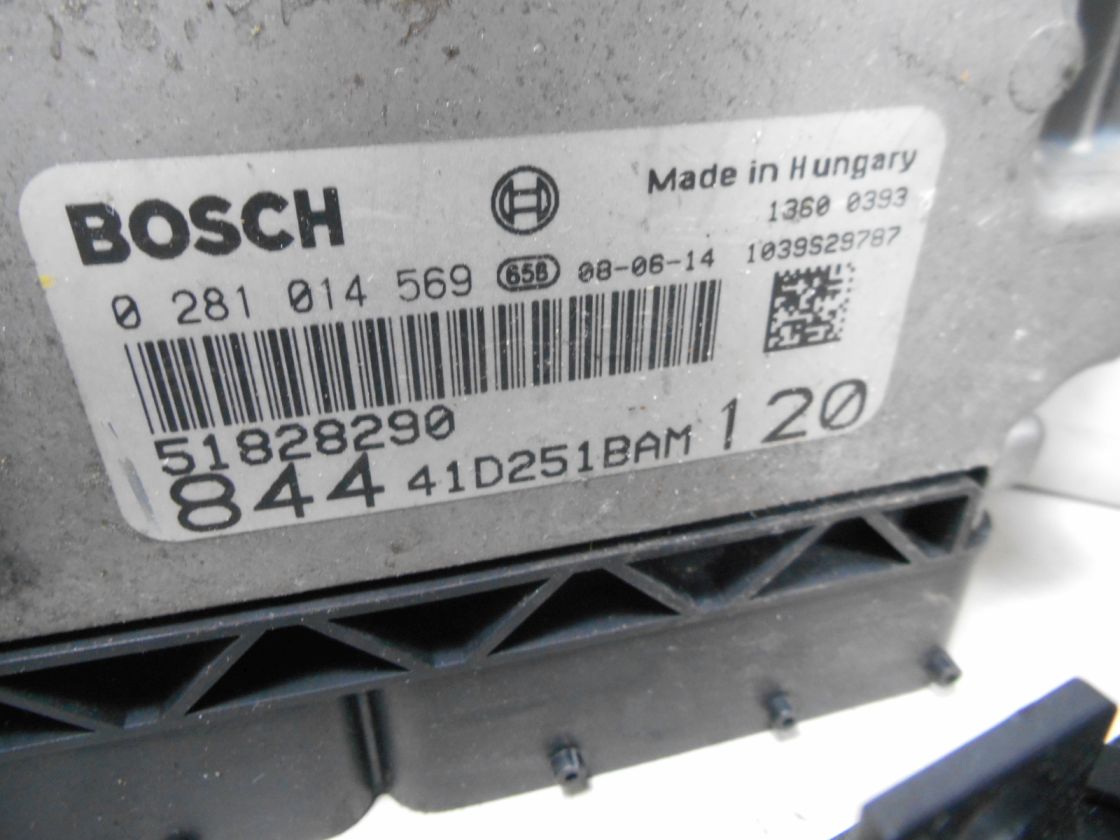 BOSCH
Made in Hungary
1360 0393
0 281 014 569 658 08-06-14 1039S29787
51828290
844 41D251BAM 120